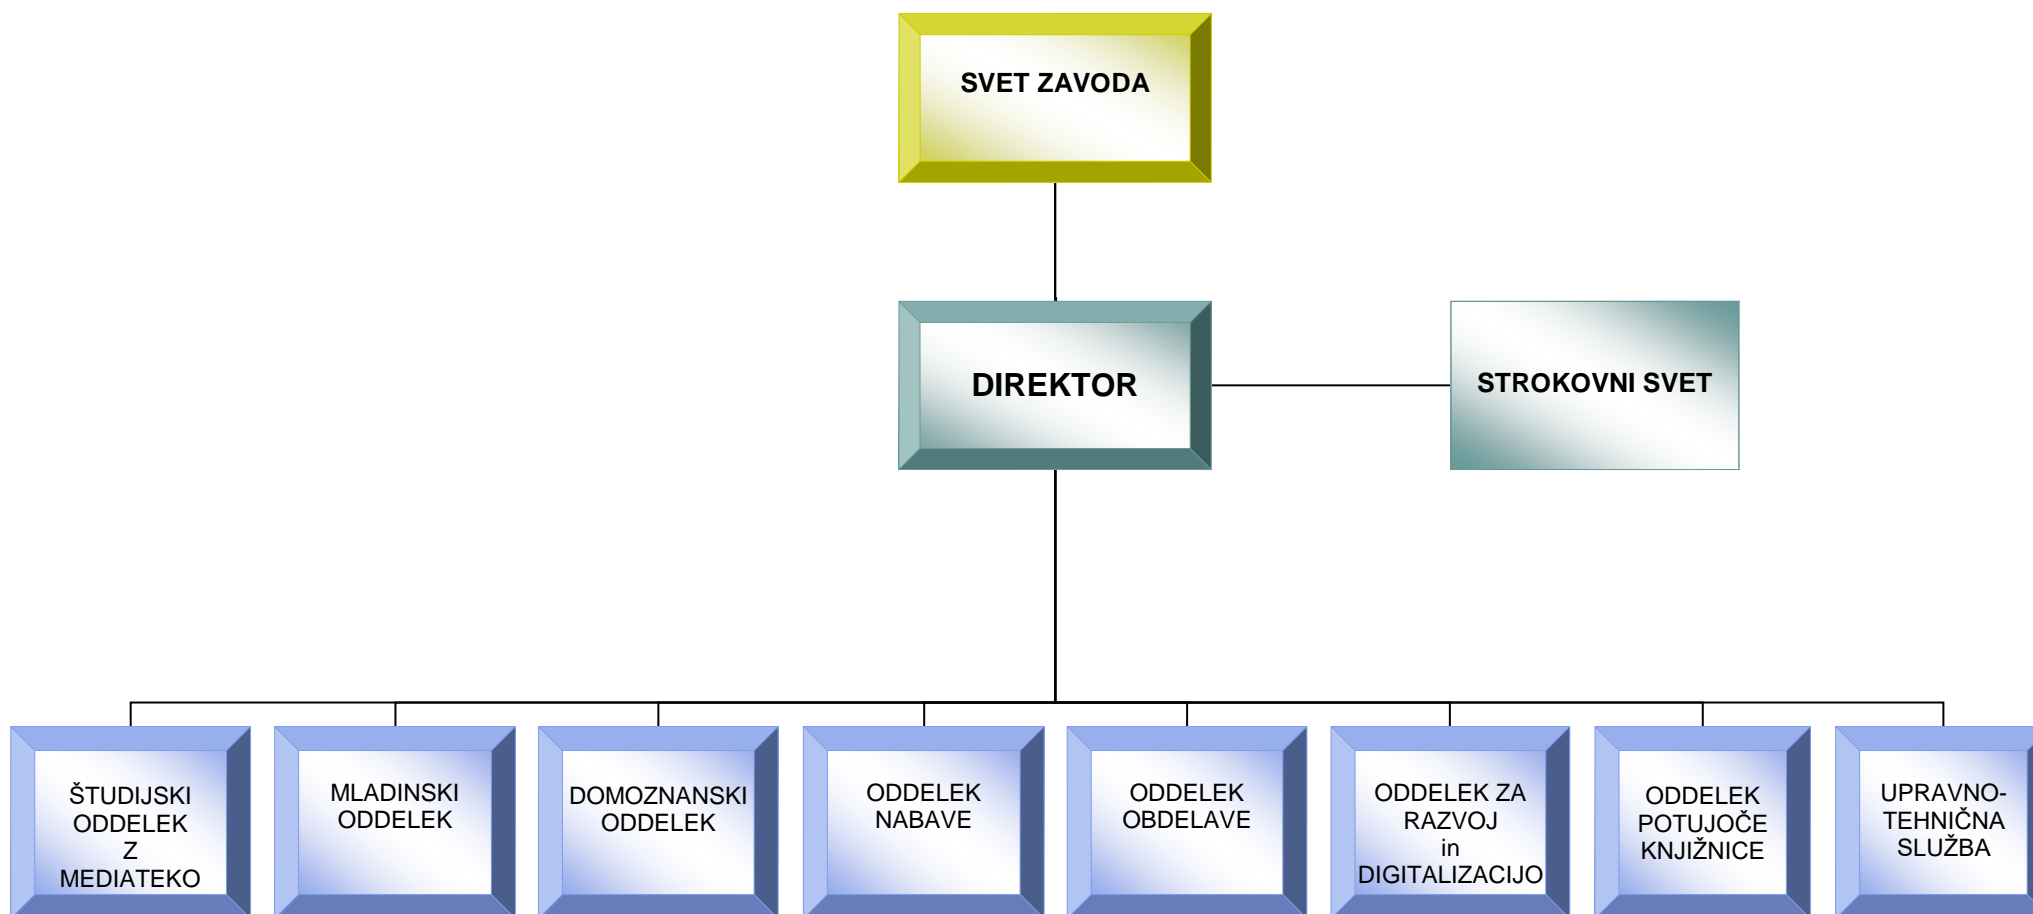 SVET ZAVODA
DIREKTOR
STROKOVNI SVET
ŠTUDIJSKI
ODDELEK
Z
MEDIATEKO
MLADINSKI
ODDELEK
DOMOZNANSKI
ODDELEK
ODDELEK
NABAVE
ODDELEK
OBDELAVE
ODDELEK ZA
RAZVOJ
in
DIGITALIZACIJO
ODDELEK
POTUJOČE
KNJIŽNICE
UPRAVNO-
TEHNIČNA
SLUŽBA